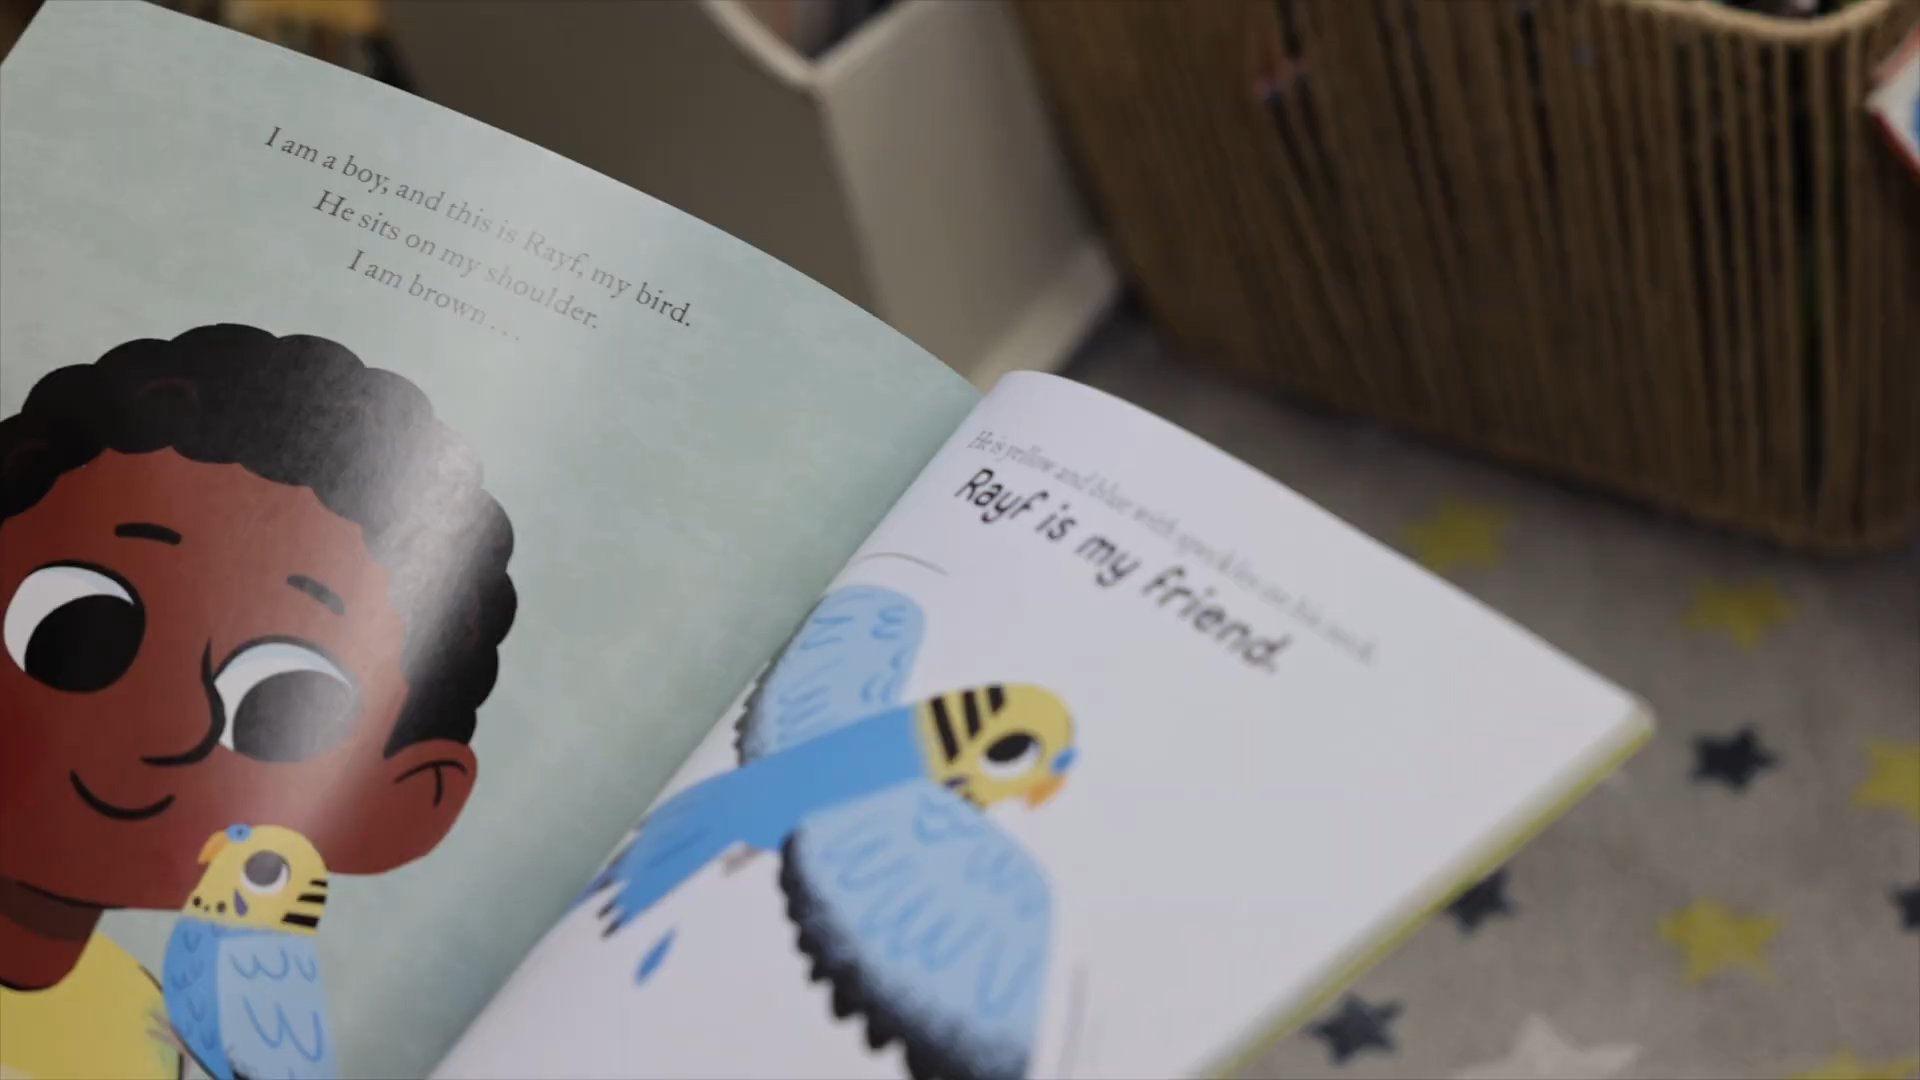 I am a boy, and this is Rayf, my bird.
He sits on my shoulder.
I am brown . . .
He is yellow and blue with speckles on his neck.
Rayf is my friend.